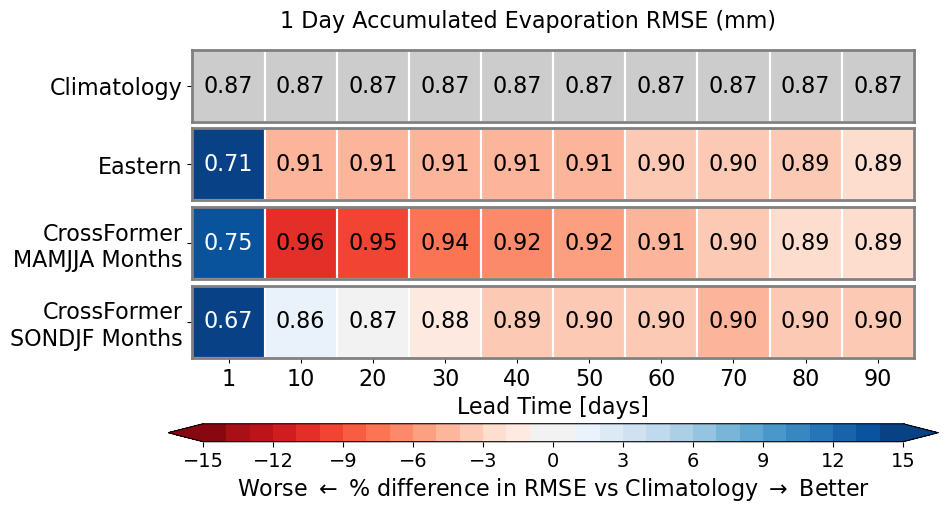 1 Day Accumulated Evaporation RMSE (mm)
Climatology 0.87 0.87 0.87 0.87 0.87 0.87 0.87 0.87 0.87 0.87
Eastern 0.71 0.91 0.91 0.91 0.91 0.91 0.90 0.90 0.89 0.89
CrossFormer
MAMJJA Months 0.75 0.96 0.95 0.94 0.92 0.92 0.91 0.90 0.89 0.89
CrossFormer
SONDJF Months 0.67 0.86 0.87 0.88 0.89 0.90 0.90 0.90 0.90 0.90
1 10 20 30 40 50 60 70 80 90
Lead Time [days]
−15 −12 −9 −6 −3 0 3 6 9 12 15
Worse ← % difference in RMSE vs Climatology → Better